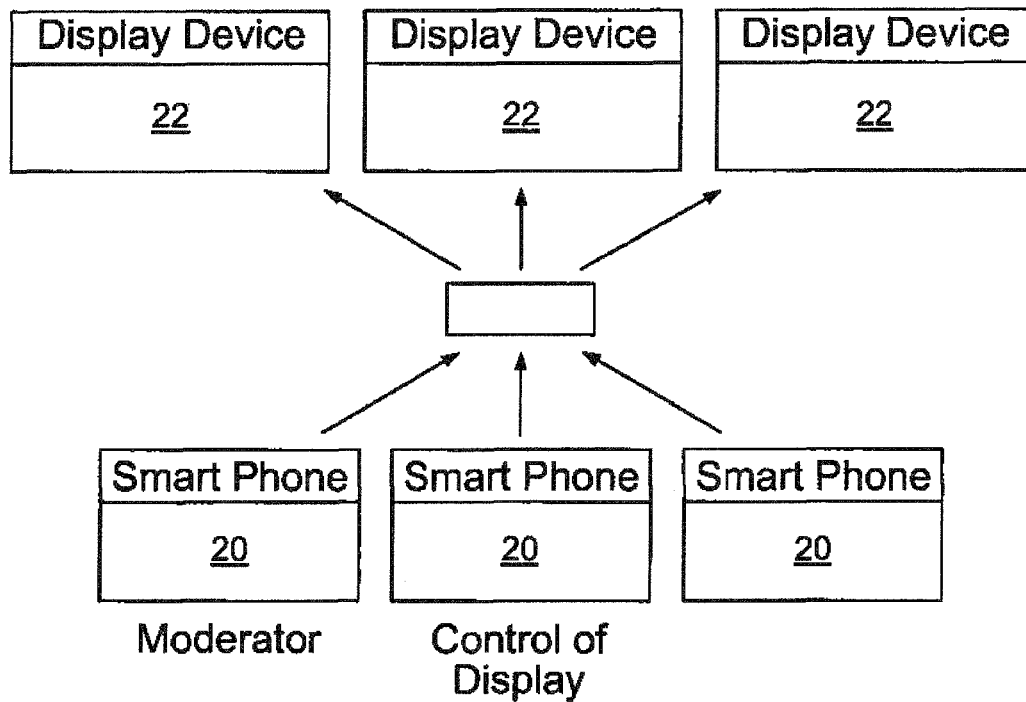 Display Device Display Device Display Device
22 22 22
Smart Phone Smart Phone Smart Phone
20 20 20
Moderator Control of
Display